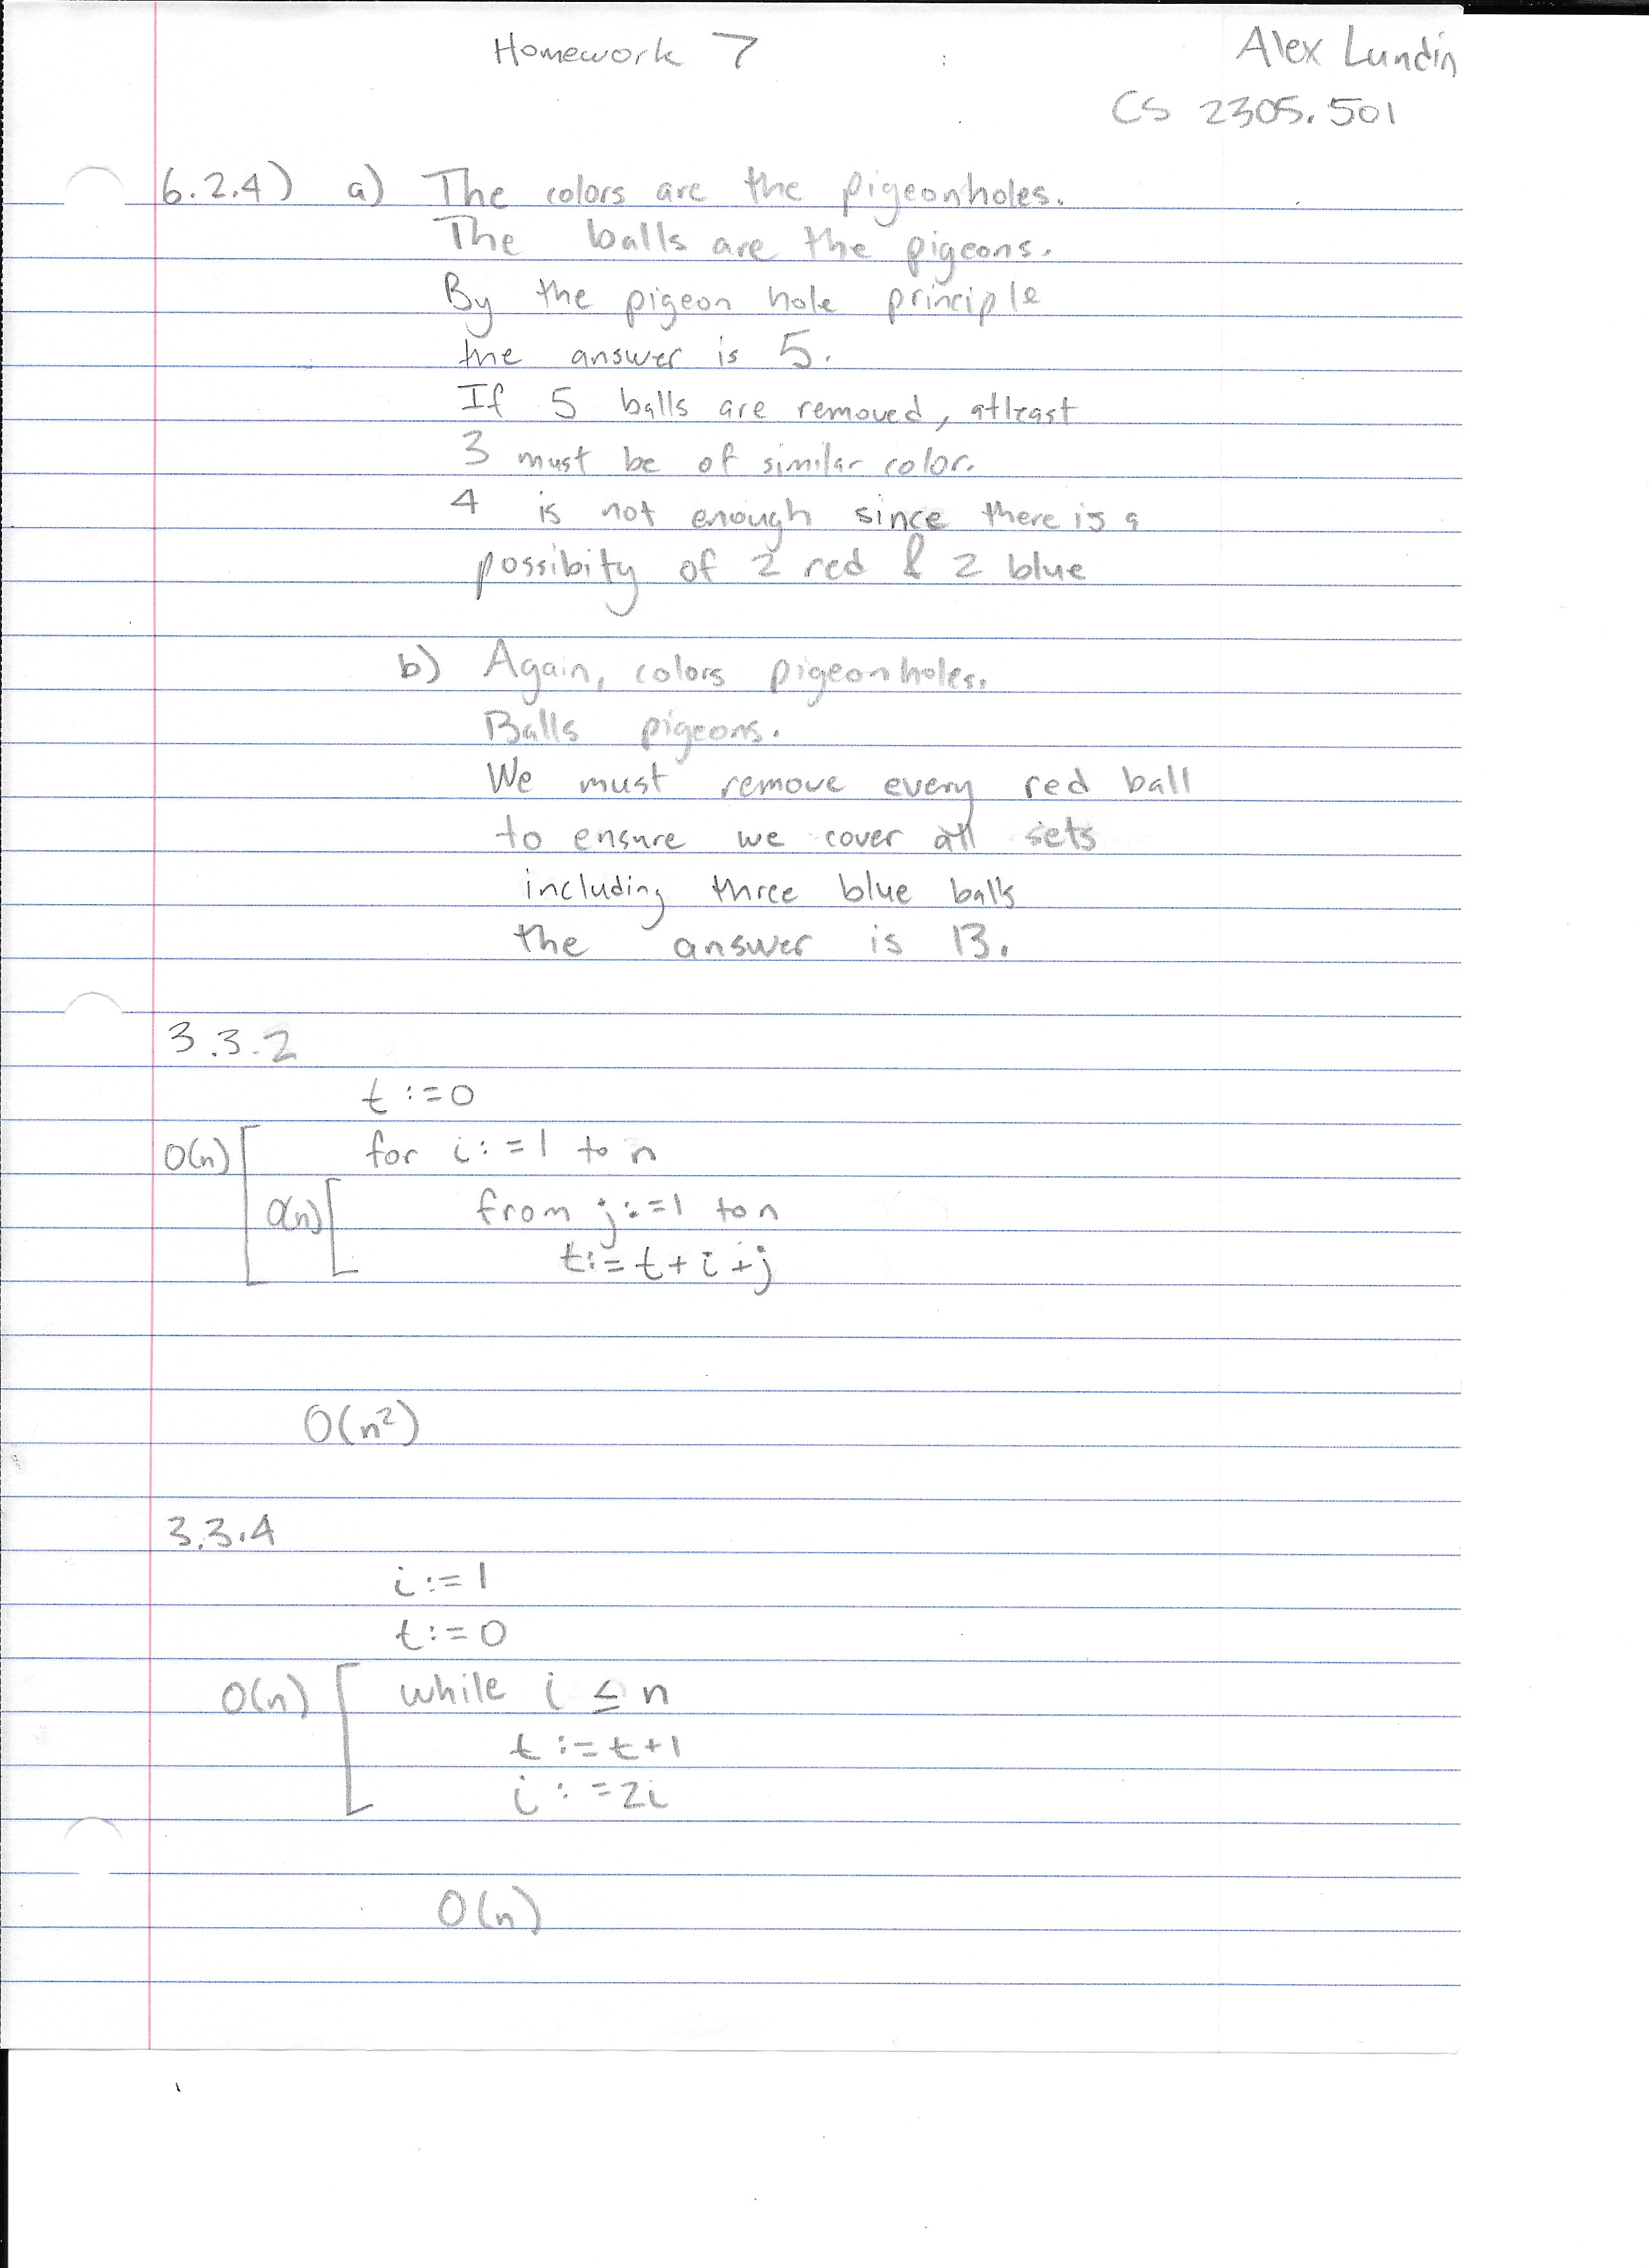 Homework 7
Alex Lundin
CS 2305.501
6.2.4) a) The colors are the pigeonholes.
The balls are the pigeons.
By the pigeon hole principle
the answer is 5.
If 5 balls are removed, atleast
3 must be of similar color.
4 is not enough since there is a
possibity of 2 red & 2 blue
b) Again, colors pigeonholes.
Balls pigeons.
We must remove every red ball
to ensure we cover all sets
including three blue balls
the answer is 13.
3.3.2
t:=0
O(n) for i:=1 to n
O(n) from j:=1 to n
t:=t+i+j
O(n²)
3.3.4
i:=1
t:=0
O(n) while i ≤ n
t:=t+1
i:=2i
O(n)